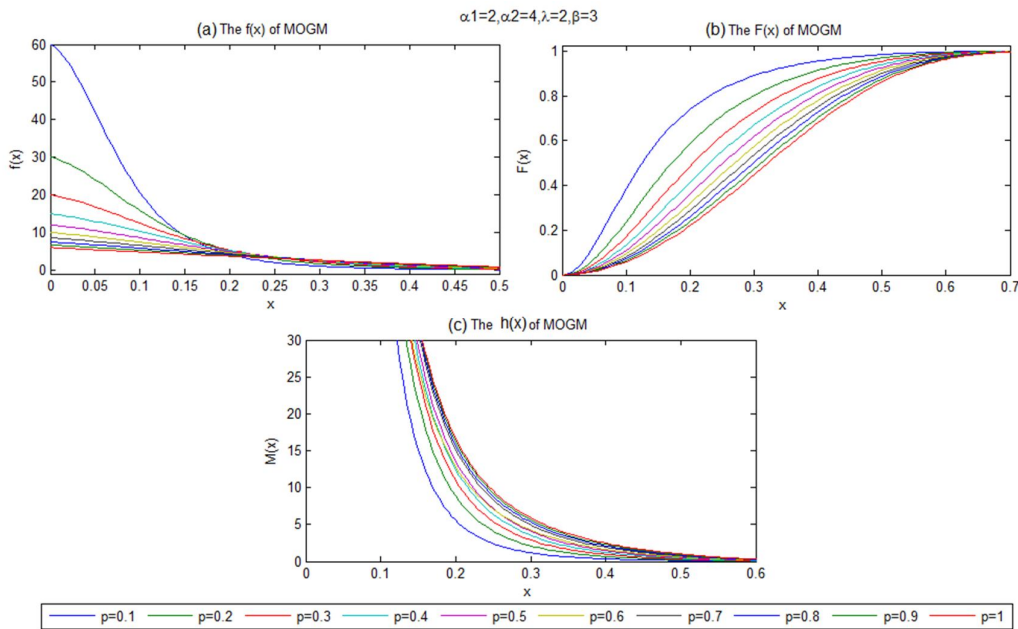 α1=2,α2=4,λ=2,β=3
(a) The f(x) of MOGM
60
50
40
30
20
10
0
f(x)
0 0.05 0.1 0.15 0.2 0.25 0.3 0.35 0.4 0.45 0.5
x
(b) The F(x) of MOGM
1
0.8
0.6
0.4
0.2
0
F(x)
0 0.1 0.2 0.3 0.4 0.5 0.6 0.7
x
(c) The h(x) of MOGM
30
25
20
15
10
5
0
M(x)
0 0.1 0.2 0.3 0.4 0.5 0.6
x
p=0.1 p=0.2 p=0.3 p=0.4 p=0.5 p=0.6 p=0.7 p=0.8 p=0.9 p=1